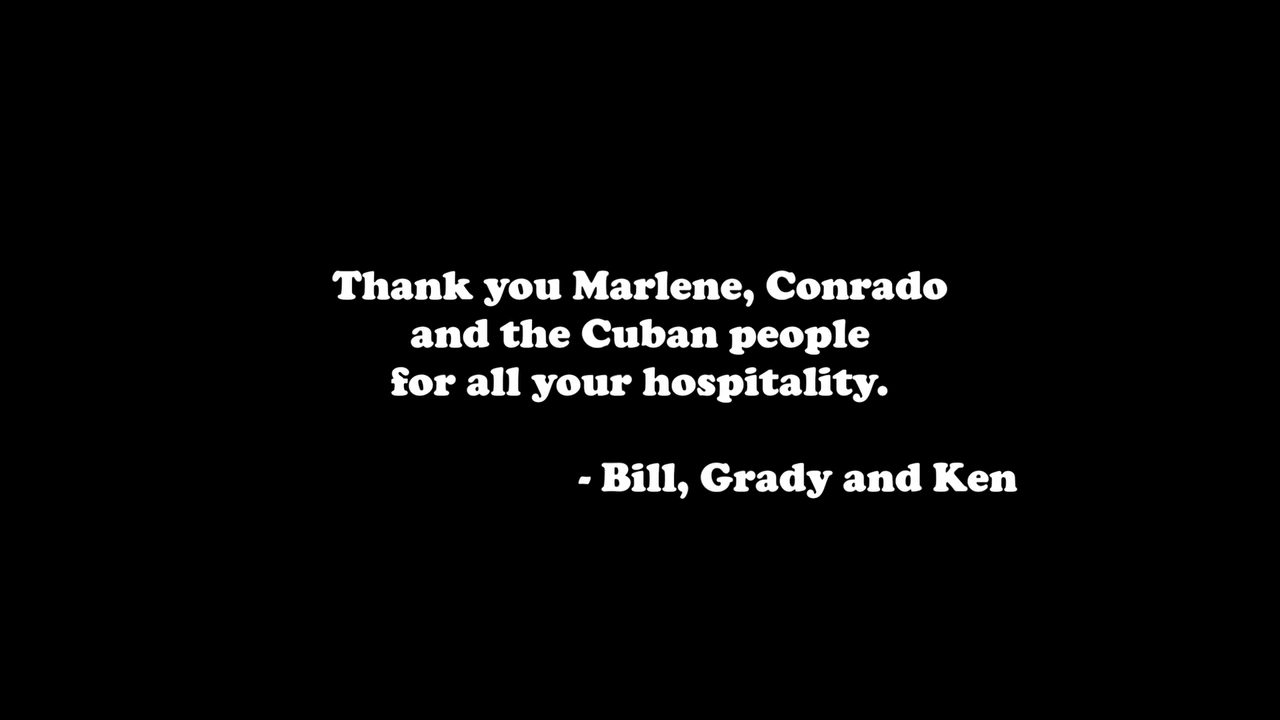 Thank you Marlene, Conrado
and the Cuban people
for all your hospitality.
- Bill, Grady and Ken